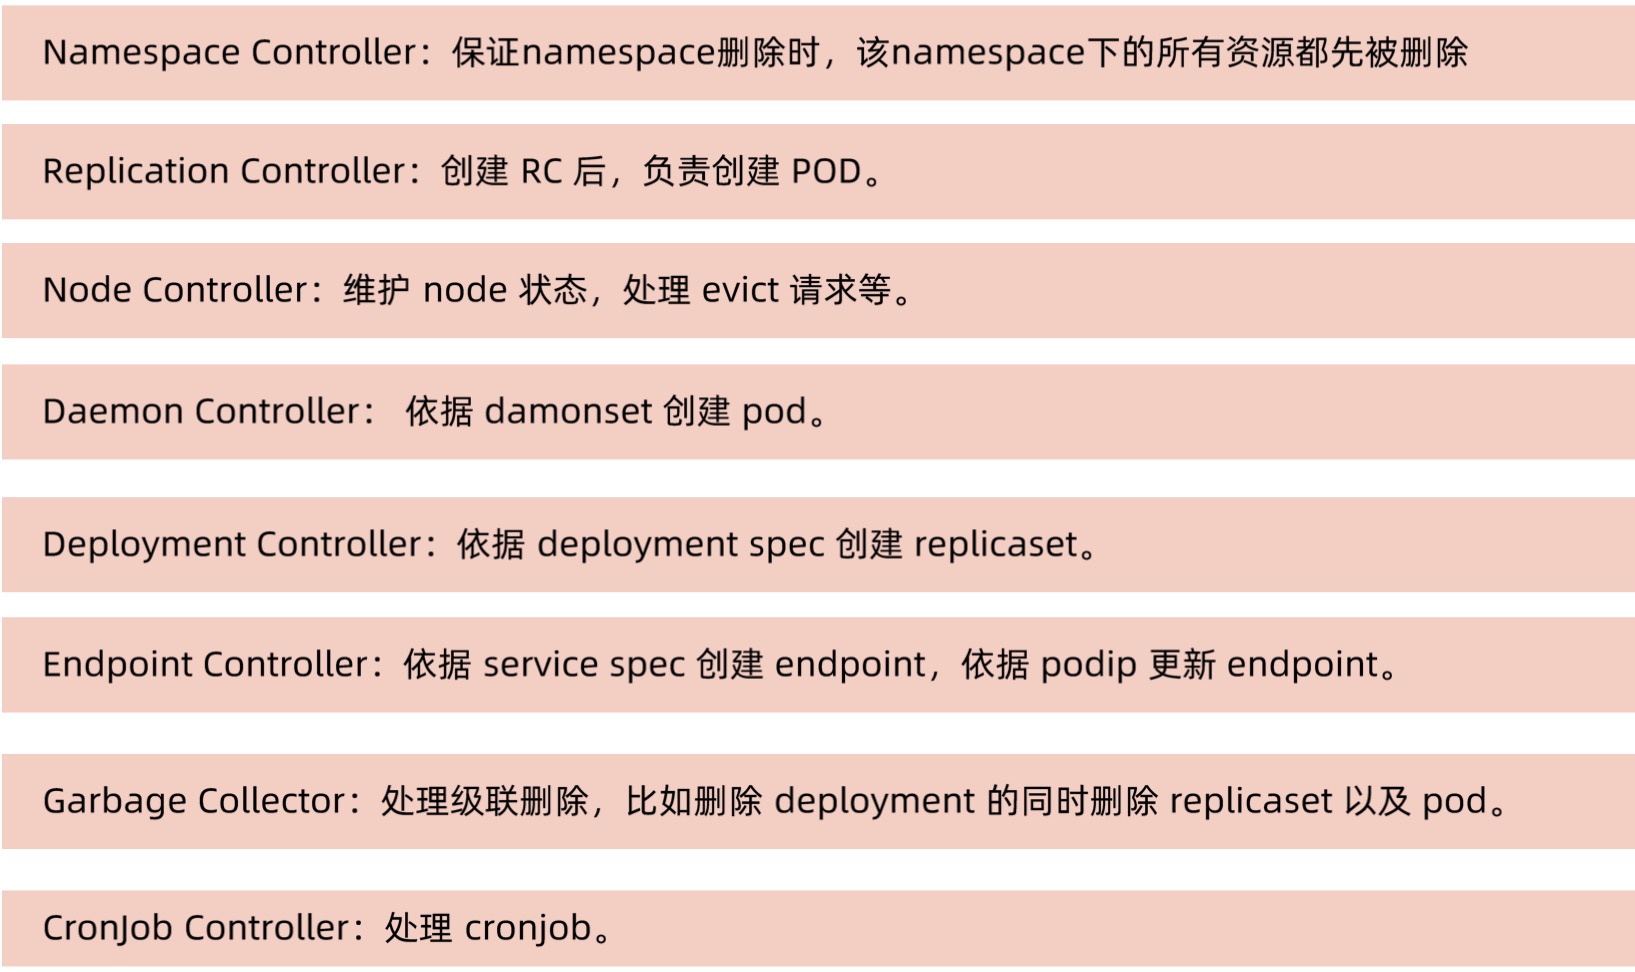 Namespace Controller：保证namespace删除时，该namespace下的所有资源都先被删除
Replication Controller：创建 RC 后，负责创建 POD。
Node Controller：维护 node 状态，处理 evict 请求等。
Daemon Controller： 依据 damonset 创建 pod。
Deployment Controller：依据 deployment spec 创建 replicaset。
Endpoint Controller：依据 service spec 创建 endpoint，依据 podip 更新 endpoint。
Garbage Collector：处理级联删除，比如删除 deployment 的同时删除 replicaset 以及 pod。
CronJob Controller：处理 cronjob。